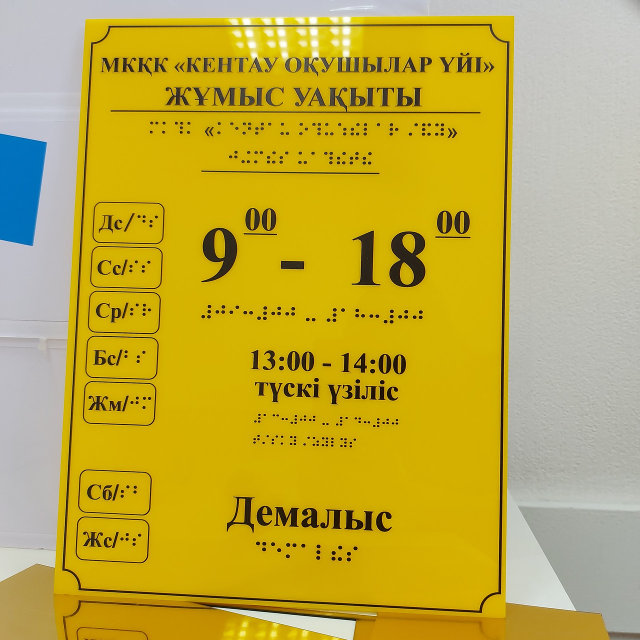 МКҚК «КЕНТАУ ОҚУШЫЛАР ҮЙІ»
ЖҰМЫС УАҚЫТЫ
Дс/
Сс/
Ср/
Бс/
Жм/
9 00 - 18 00
13:00 - 14:00
түскі үзіліс
Сб/
Жс/
Демалыс